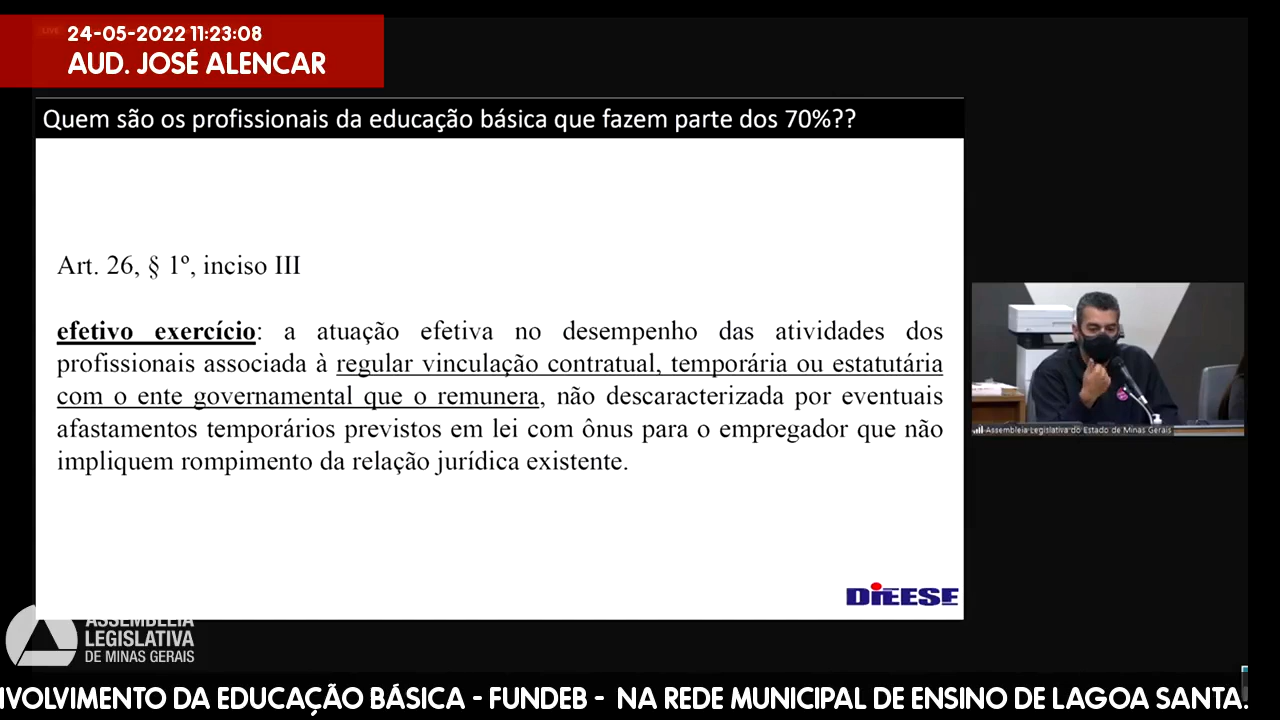 LIVE
24-05-2022 11:23:08
AUD. JOSÉ ALENCAR
Quem são os profissionais da educação básica que fazem parte dos 70%??
Art. 26, § 1º, inciso III
efetivo exercício: a atuação efetiva no desempenho das atividades dos
profissionais associada à regular vinculação contratual, temporária ou estatutária
com o ente governamental que o remunera, não descaracterizada por eventuais
afastamentos temporários previstos em lei com ônus para o empregador que não
impliquem rompimento da relação jurídica existente.
DIEESE
Assembleia Legislativa do Estado de Minas Gerais
ASSEMBLEIA
LEGISLATIVA
DE MINAS GERAIS
NVOLVIMENTO DA EDUCAÇÃO BÁSICA - FUNDEB - NA REDE MUNICIPAL DE ENSINO DE LAGOA SANTA.